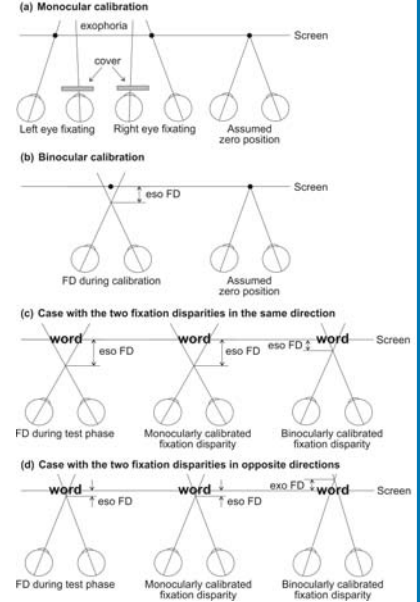 (a) Monocular calibration
exophoria
Screen
cover
Left eye fixating Right eye fixating Assumed
zero position
(b) Binocular calibration
Screen
eso FD
FD during calibration Assumed
zero position
(c) Case with the two fixation disparities in the same direction
word word eso FD word Screen
eso FD eso FD
FD during test phase Monocularly calibrated Binocularly calibrated
fixation disparity fixation disparity
(d) Case with the two fixation disparities in opposite directions
exo FD
word word word Screen
eso FD eso FD
FD during test phase Monocularly calibrated Binocularly calibrated
fixation disparity fixation disparity